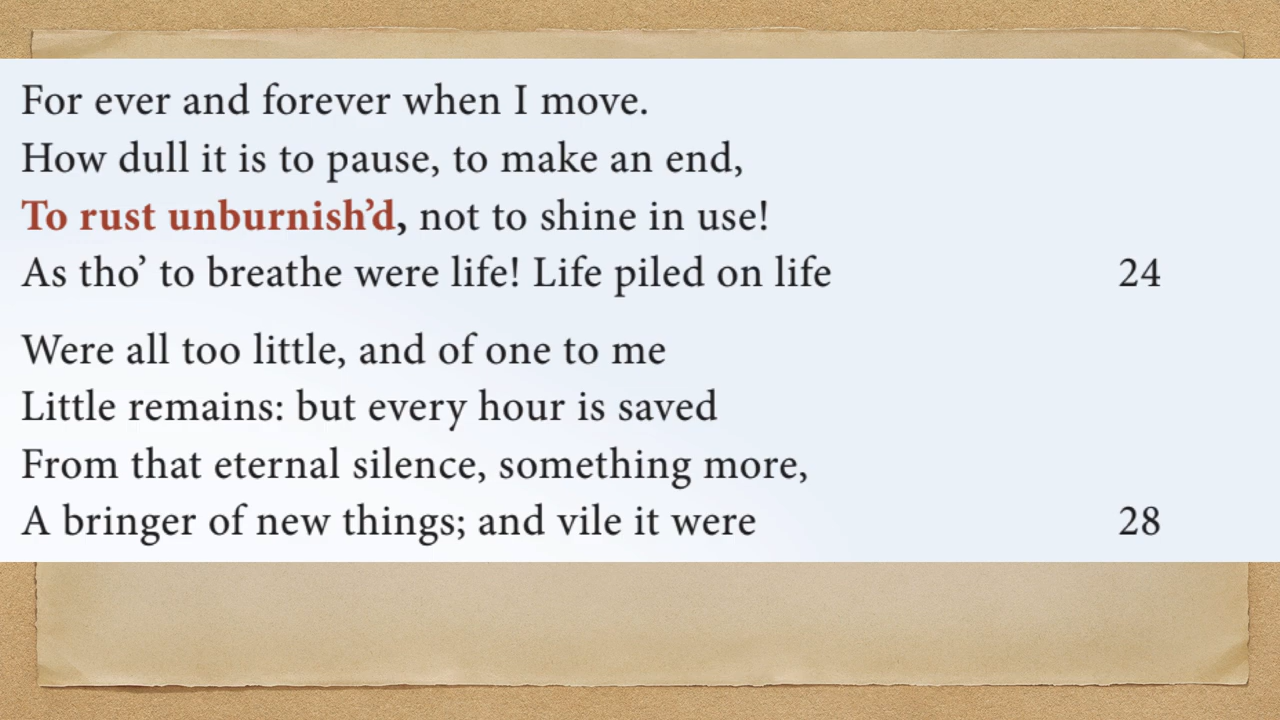 For ever and forever when I move.
How dull it is to pause, to make an end,
To rust unburnish’d, not to shine in use!
As tho’ to breathe were life! Life piled on life 24
Were all too little, and of one to me
Little remains: but every hour is saved
From that eternal silence, something more,
A bringer of new things; and vile it were 28